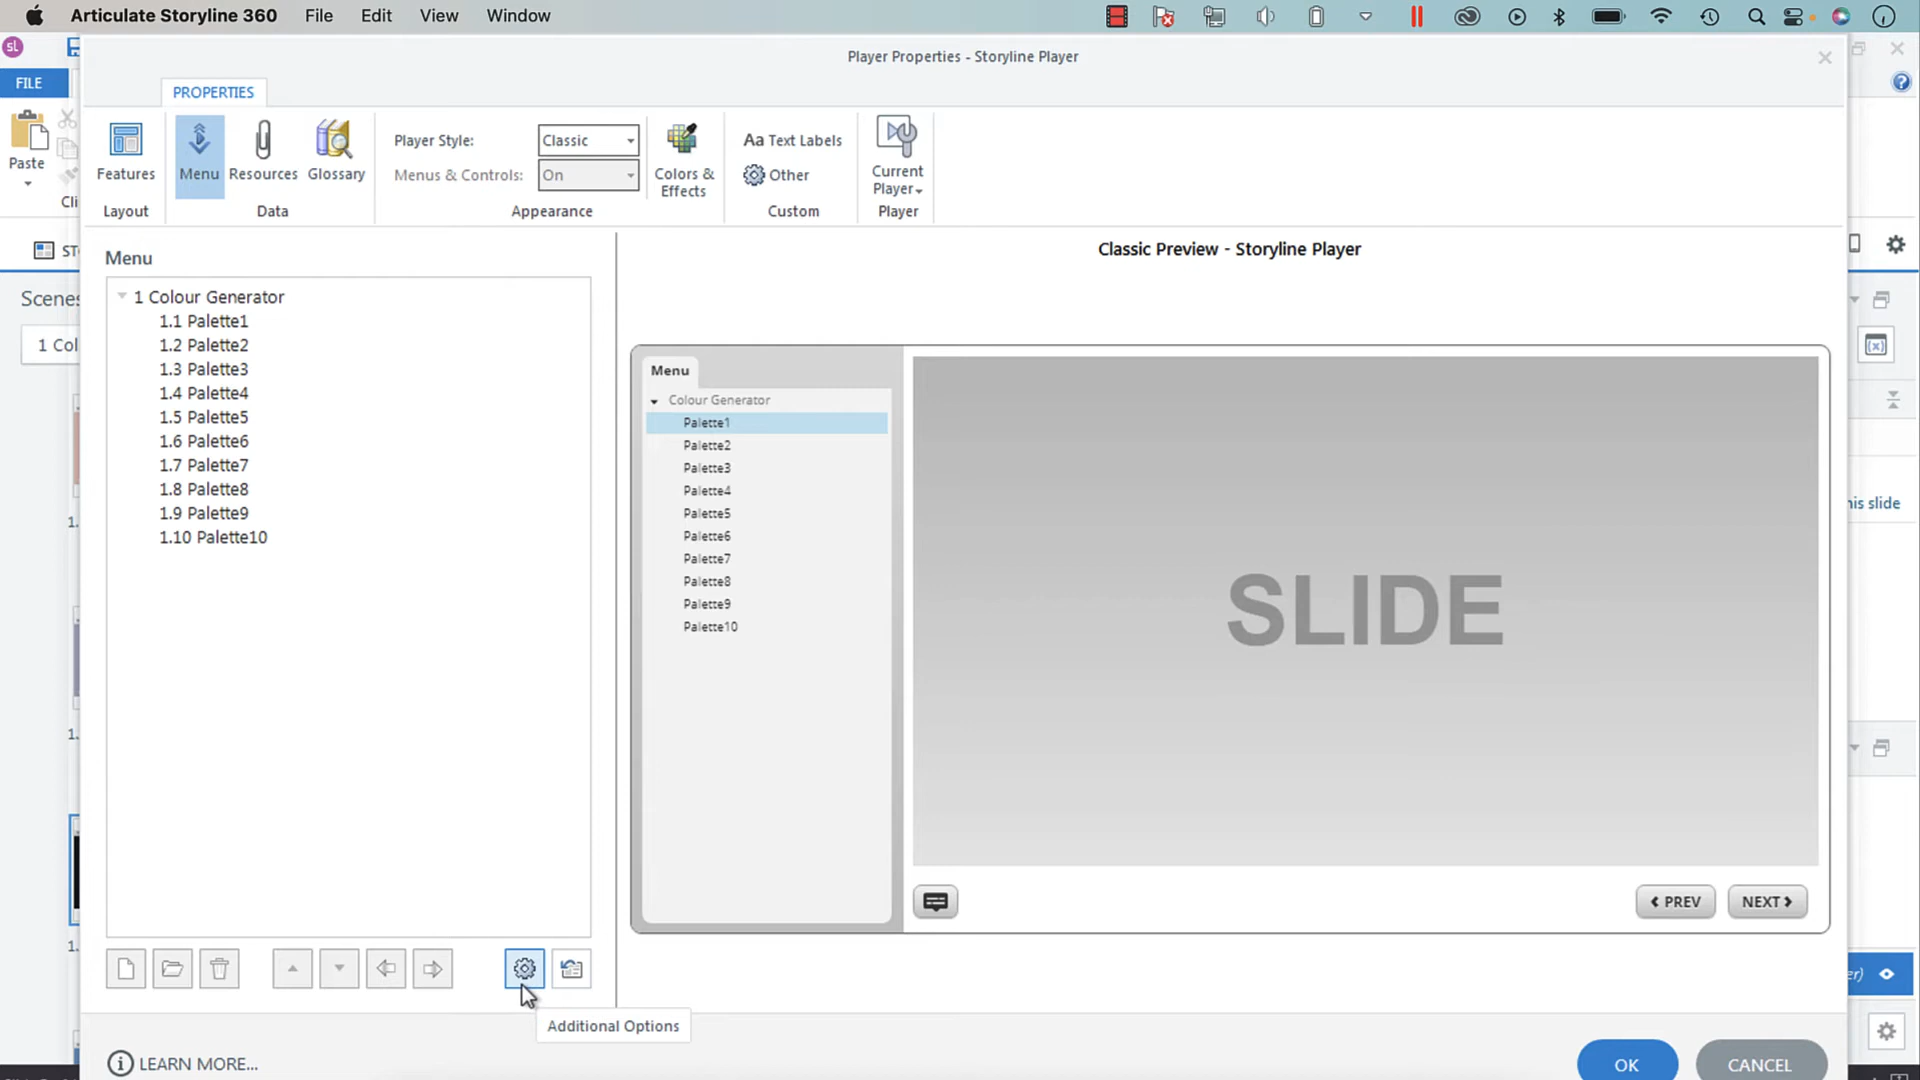 Articulate Storyline 360 File Edit View Window
sl
Player Properties - Storyline Player
FILE
PROPERTIES
Paste
Features
Menu
Resources
Glossary
Player Style: Classic
Menus & Controls: On
Colors &
Effects
Aa Text Labels
Other
Current
Player
Layout
Data
Appearance
Custom
Player
Menu
Classic Preview - Storyline Player
Scenes
1 Colour Generator
1.1 Palette1
1.2 Palette2
1.3 Palette3
1.4 Palette4
1.5 Palette5
1.6 Palette6
1.7 Palette7
1.8 Palette8
1.9 Palette9
1.10 Palette10
Menu
Colour Generator
Palette1
Palette2
Palette3
Palette4
Palette5
Palette6
Palette7
Palette8
Palette9
Palette10
SLIDE
PREV
NEXT
his slide
Additional Options
LEARN MORE...
OK
CANCEL